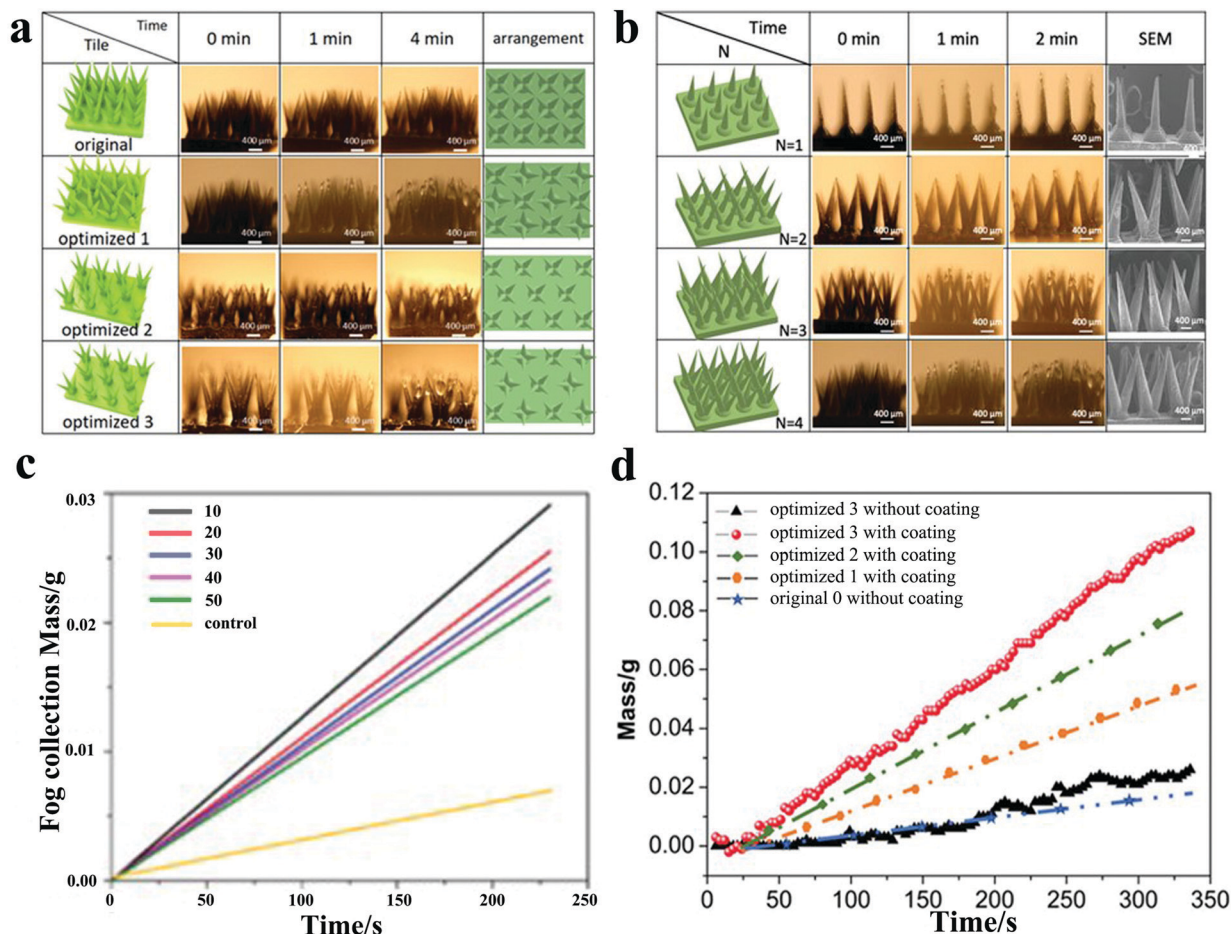 a
Time
Tile
0 min
1 min
4 min
arrangement
original
400 μm
400 μm
400 μm
optimized 1
400 μm
400 μm
400 μm
optimized 2
400 μm
400 μm
400 μm
optimized 3
400 μm
400 μm
400 μm
b
Time
N
0 min
1 min
2 min
SEM
N=1
400 μm
400 μm
400 μm
N=2
400 μm
400 μm
400 μm
400 μm
N=3
400 μm
400 μm
400 μm
400 μm
N=4
400 μm
400 μm
400 μm
400 μm
c
Fog collection Mass/g
0.03
0.02
0.01
0.00
10
20
30
40
50
control
0 50 100 150 200 250
Time/s
d
Mass/g
0.12
0.10
0.08
0.06
0.04
0.02
0.00
optimized 3 without coating
optimized 3 with coating
optimized 2 with coating
optimized 1 with coating
original 0 without coating
0 50 100 150 200 250 300 350
Time/s